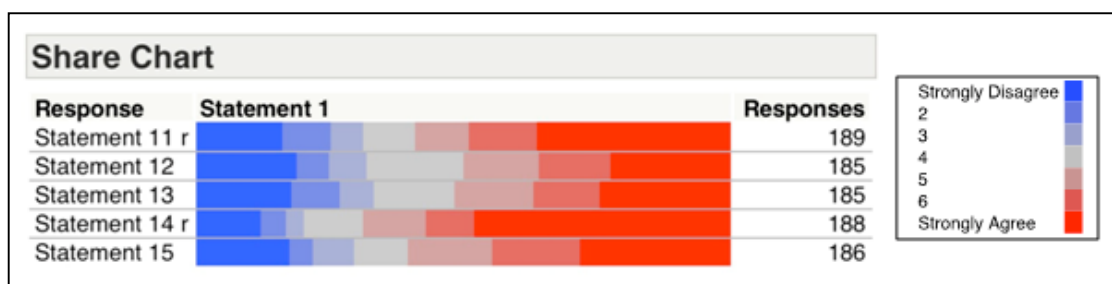 Share Chart
Response Statement 1 Responses
Statement 11 r 189
Statement 12 185
Statement 13 185
Statement 14 r 188
Statement 15 186
Strongly Disagree
2
3
4
5
6
Strongly Agree